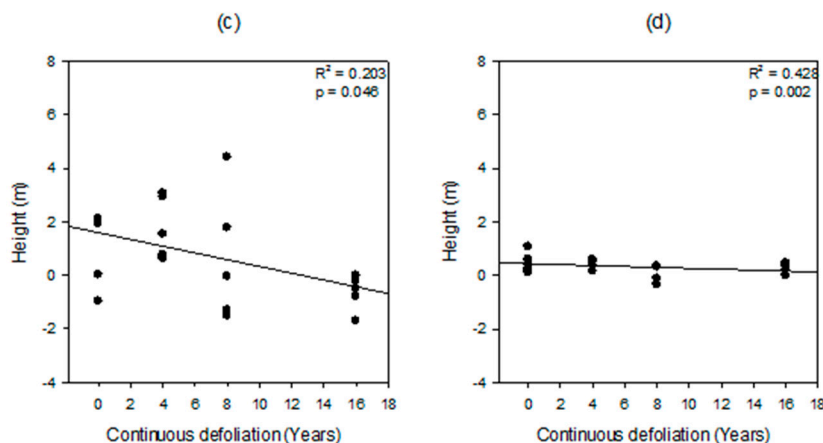 (c)
R² = 0.203
p = 0.046
Height (m)
8
6
4
2
0
-2
-4
0 2 4 6 8 10 12 14 16 18
Continuous defoliation (Years)
(d)
R² = 0.428
p = 0.002
Height (m)
8
6
4
2
0
-2
-4
0 2 4 6 8 10 12 14 16 18
Continuous defoliation (Years)